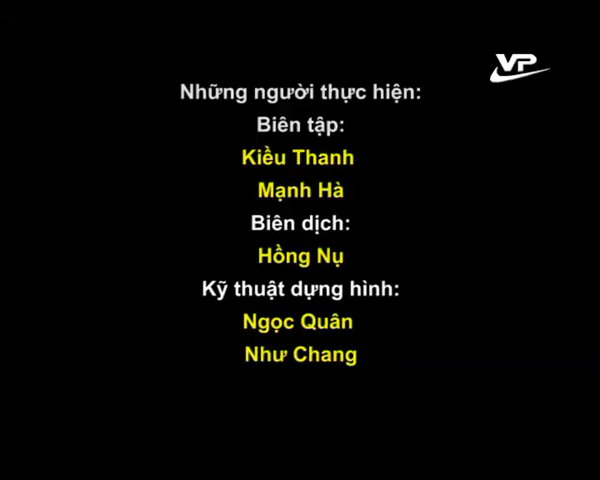 VP
Những người thực hiện:
Biên tập:
Kiều Thanh
Mạnh Hà
Biên dịch:
Hồng Nụ
Kỹ thuật dựng hình:
Ngọc Quân
Như Chang